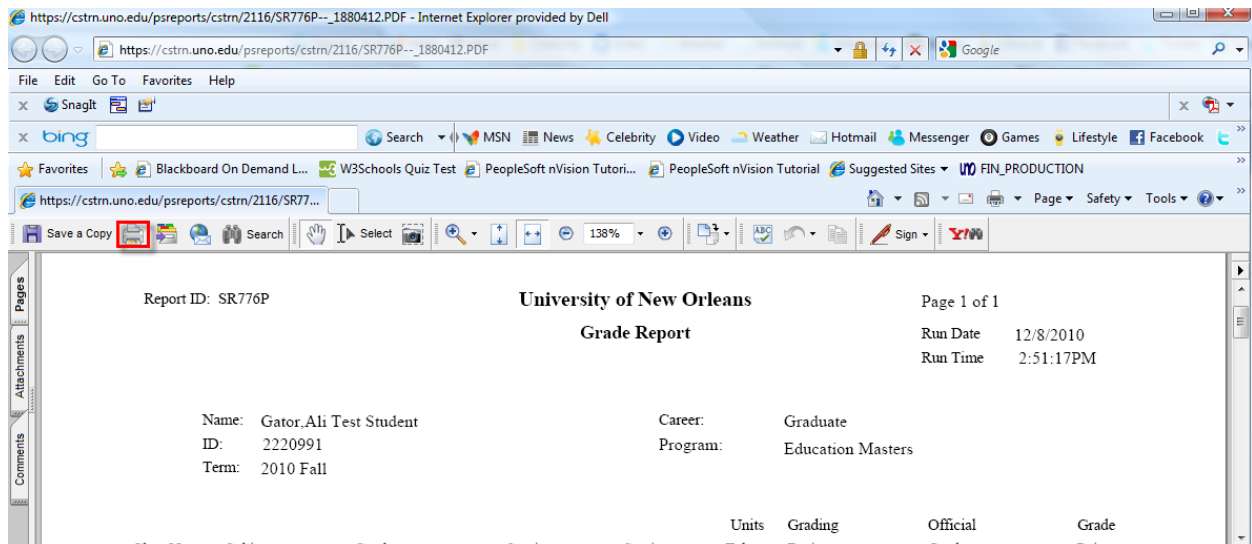 https://cstrn.uno.edu/psreports/cstrn/2116/SR776P--_1880412.PDF - Internet Explorer provided by Dell
https://cstrn.uno.edu/psreports/cstrn/2116/SR776P--_1880412.PDF Google
File Edit Go To Favorites Help
x SnagIt x
x bing Search MSN News Celebrity Video Weather Hotmail Messenger Games Lifestyle Facebook »
Favorites Blackboard On Demand L... W3Schools Quiz Test PeopleSoft nVision Tutori... PeopleSoft nVision Tutorial Suggested Sites UNO FIN_PRODUCTION »
https://cstrn.uno.edu/psreports/cstrn/2116/SR77... Page Safety Tools »
Save a Copy Search Select 138% ABC Sign Y!
Pages
Attachments
Comments
Report ID: SR776P University of New Orleans Page 1 of 1
Grade Report Run Date 12/8/2010
Run Time 2:51:17PM
Name: Gator,Ali Test Student Career: Graduate
ID: 2220991 Program: Education Masters
Term: 2010 Fall
Units Grading Official Grade